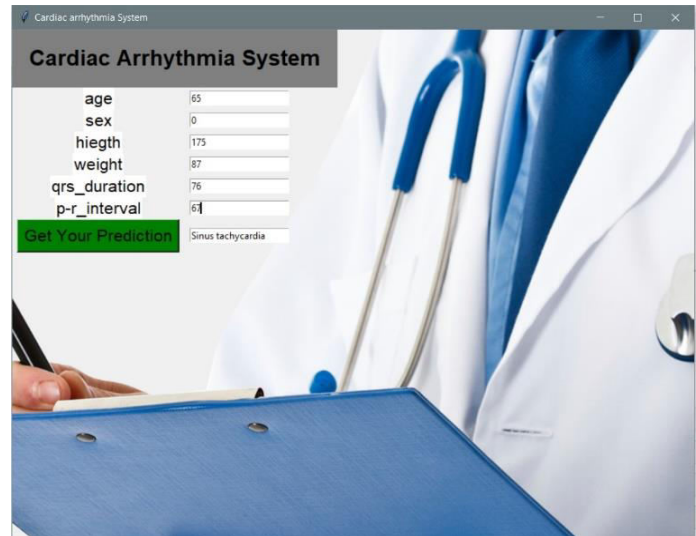 Cardiac arrhythmia System
Cardiac Arrhythmia System
age 65
sex 0
hiegth 175
weight 87
qrs_duration 76
p-r_interval 67
Get Your Prediction Sinus tachycardia